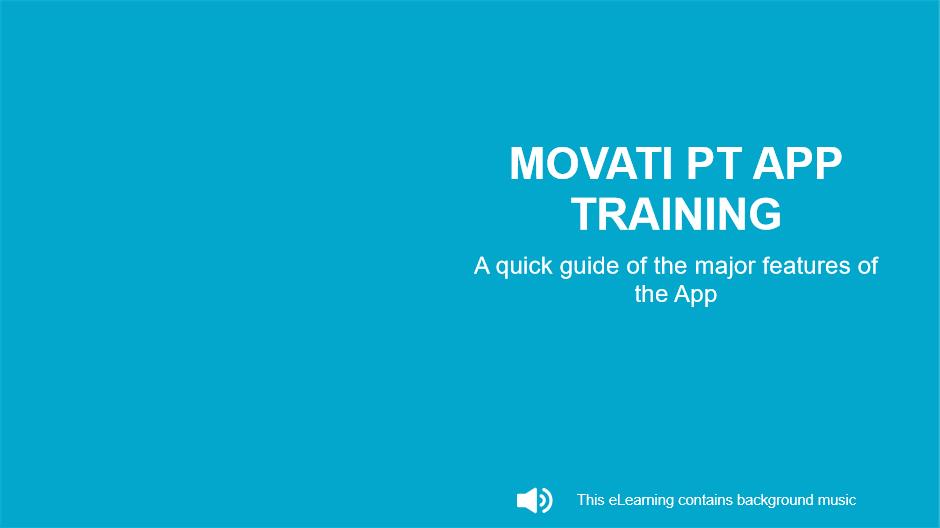 MOVATI PT APP
TRAINING
A quick guide of the major features of
the App
This eLearning contains background music